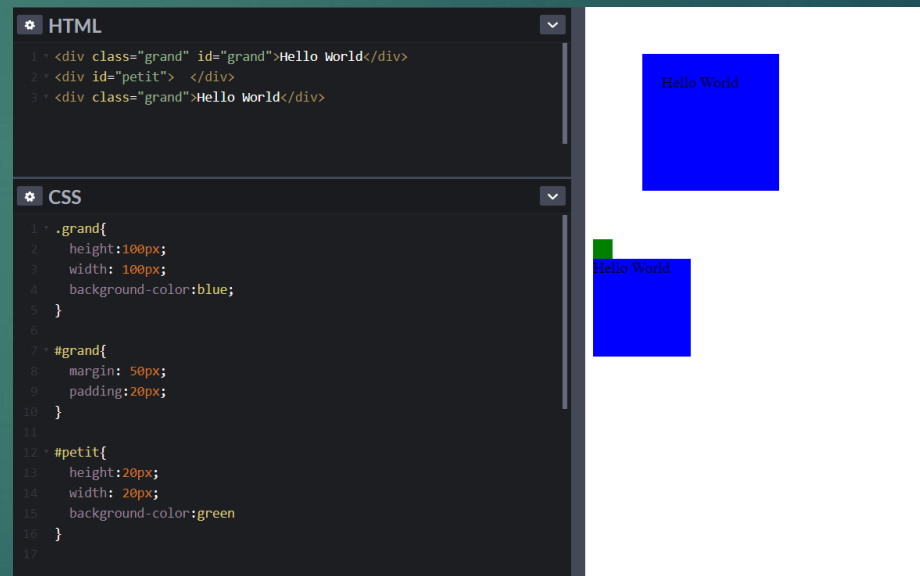 HTML
1 <div class="grand" id="grand">Hello World</div>
2 <div id="petit">  </div>
3 <div class="grand">Hello World</div>
CSS
1 .grand{
2   height:100px;
3   width: 100px;
4   background-color:blue;
5 }
6
7 #grand{
8   margin: 50px;
9   padding:20px;
10 }
11
12 #petit{
13   height:20px;
14   width: 20px;
15   background-color:green
16 }
17
Hello World
Hello World